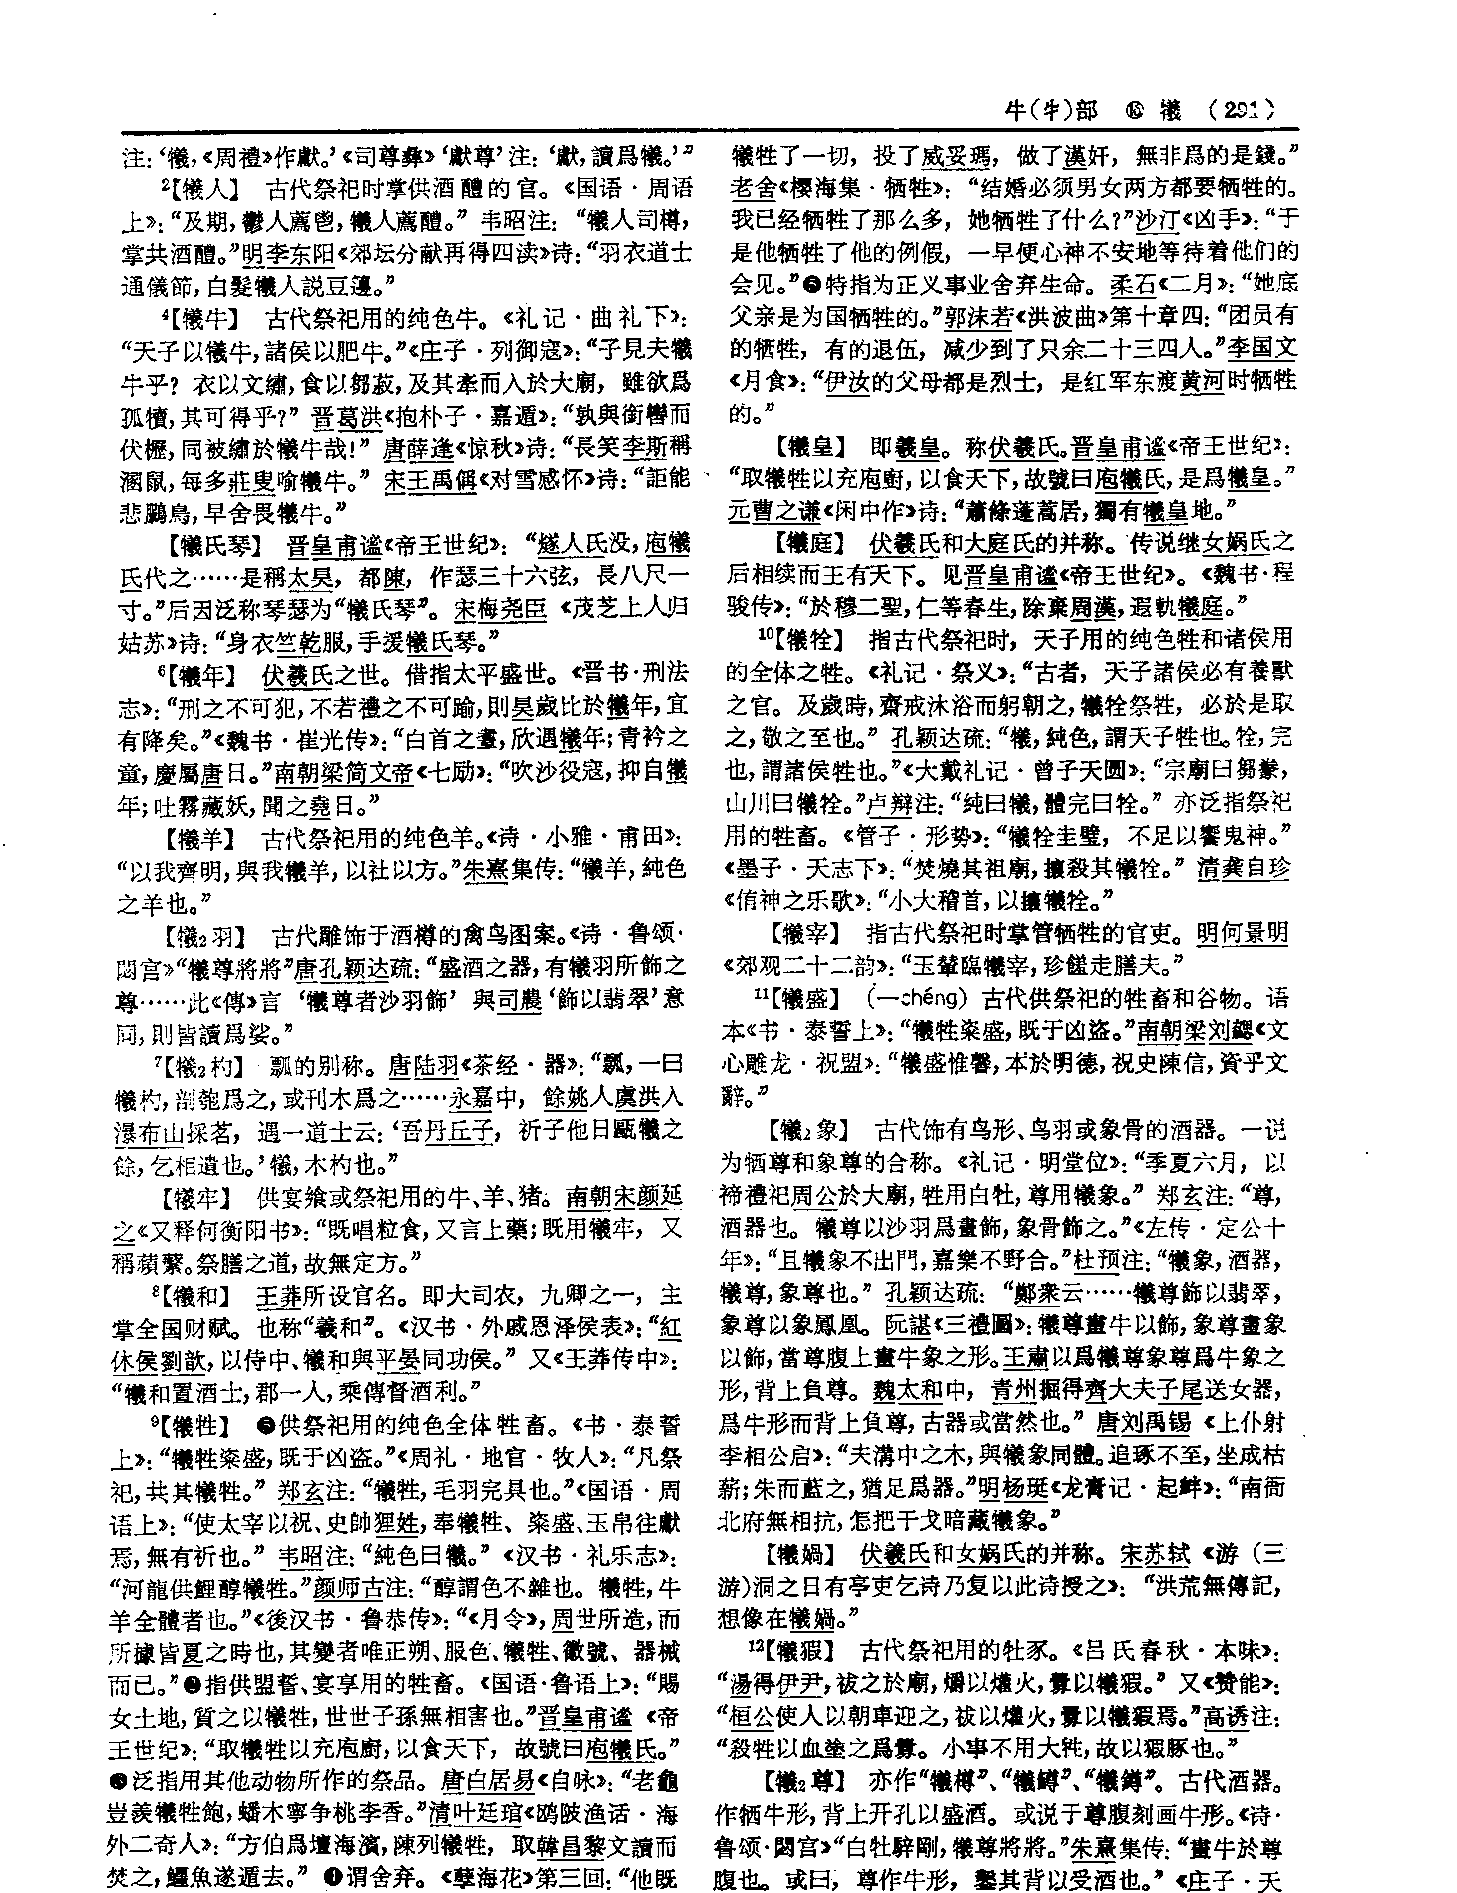 牛(牜)部 ⑯ 犧 (291)
注:‘犧,《周禮》作獻。’《司尊彝》‘獻尊’注:‘獻,讀爲犧。’”
²【犧人】 古代祭祀时掌供酒醴的官。《国语·周语
上》:“及期,鬱人薦鬯,犧人薦醴。” 韦昭注: “犧人司樽,
掌共酒醴。”明李东阳《郊坛分献再得四读》诗:“羽衣道士
通儀節,白髮犧人説豆籩。”
⁴【犧牛】 古代祭祀用的纯色牛。《礼记·曲礼下》:
“天子以犧牛,諸侯以肥牛。”《庄子·列御寇》:“子見夫犧
牛乎? 衣以文繡,食以芻菽,及其牽而入於大廟, 雖欲爲
孤犢,其可得乎?” 晋葛洪《抱朴子·嘉遁》:“孰與銜轡而
伏櫪,同被繡於犧牛哉!” 唐薛逢《惊秋》诗:“長笑李斯稱
溷鼠,每多莊叟喻犧牛。” 宋王禹偁《对雪感怀》诗:“詎能
悲鵩鳥,早舍畏犧牛。”
【犧氏琴】 晋皇甫谧《帝王世纪》: “燧人氏没,庖犧
氏代之……是稱太昊, 都陳, 作瑟三十六弦, 長八尺一
寸。”后因泛称琴瑟为“犧氏琴”。 宋梅尧臣《茂芝上人归
姑苏》诗:“身衣竺乾服,手援犧氏琴。”
⁶【犧年】 伏羲氏之世。借指太平盛世。《晋书·刑法
志》:“刑之不可犯,不若禮之不可踰,則昊歲比於犧年,宜
有降矣。”《魏书·崔光传》:“白首之耋,欣遇犧年;青衿之
童,慶屬唐日。”南朝梁简文帝《七励》:“吹沙役寇,抑自犧
年;吐霧藏妖,聞之堯日。”
【犧羊】 古代祭祀用的纯色羊。《诗·小雅·甫田》:
“以我齊明,與我犧羊,以社以方。”朱熹集传:“犧羊,純色
之羊也。”
【犧₂羽】 古代雕饰于酒樽的禽鸟图案。《诗·鲁颂·
閟宫》“犧尊將將”唐孔颖达疏:“盛酒之器,有犧羽所飾之
尊……此《傳》言‘犧尊者沙羽飾’與司農‘飾以翡翠’意
同,則皆讀爲娑。”
⁷【犧₂杓】 瓢的别称。唐陆羽《茶经·器》:“瓢,一曰
犧杓,剖匏爲之,或刊木爲之……永嘉中, 餘姚人虞洪入
瀑布山採茗, 遇一道士云:‘吾丹丘子, 祈子他日甌犧之
餘,乞相遺也。’犧,木杓也。”
【犧牢】 供宴飨或祭祀用的牛、羊、猪。南朝宋颜延
之《又释何衡阳书》:“既唱粒食,又言上藥;既用犧牢, 又
稱蘋蘩。祭膳之道,故無定方。”
⁸【犧和】 王莽所设官名。即大司农, 九卿之一, 主
掌全国财赋。也称“羲和”。《汉书·外戚恩泽侯表》:“紅
休侯劉歆,以侍中、犧和與平晏同功侯。” 又《王莽传中》:
“犧和置酒士,郡一人,乘傳督酒利。”
⁹【犧牲】 ❶供祭祀用的纯色全体牲畜。《书·泰誓
上》:“犧牲粢盛,既于凶盗。”《周礼·地官·牧人》:“凡祭
祀,共其犧牲。” 郑玄注:“犧牲,毛羽完具也。”《国语·周
语上》:“使太宰以祝、史帥狸姓,奉犧牲、粢盛、玉帛往獻
焉,無有祈也。” 韦昭注:“純色曰犧。”《汉书·礼乐志》:
“河龍供鯉醇犧牲。”颜师古注:“醇謂色不雜也。 犧牲,牛
羊全體者也。”《後汉书·鲁恭传》:“《月令》,周世所造,而
所據皆夏之時也,其變者唯正朔、服色、犧牲、徽號、器械
而已。”❷指供盟誓、宴享用的牲畜。《国语·鲁语上》:“賜
女土地,質之以犧牲,世世子孫無相害也。”晋皇甫谧《帝
王世纪》:“取犧牲以充庖廚,以食天下, 故號曰庖犧氏。”
❸泛指用其他动物所作的祭品。唐白居易《自咏》:“老龜
豈羨犧牲飽,蟠木寧争桃李香。”清叶廷琯《鸥陂渔话·海
外二奇人》:“方伯爲壇海濱,陳列犧牲, 取韓昌黎文讀而
焚之,鱷魚遂遁去。” ❹谓舍弃。《孽海花》第三回:“他既
犧牲了一切, 投了威妥瑪, 做了漢奸, 無非爲的是錢。”
老舍《樱海集·牺牲》: “结婚必须男女两方都要牺牲的。
我已经牺牲了那么多, 她牺牲了什么?”沙汀《凶手》:“于
是他牺牲了他的例假, 一早便心神不安地等待着他们的
会见。”❺特指为正义事业舍弃生命。 柔石《二月》:“她底
父亲是为国牺牲的。”郭沫若《洪波曲》第十章四:“团员有
的牺牲, 有的退伍, 减少到了只余二十三四人。”李国文
《月食》:“伊汝的父母都是烈士, 是红军东渡黄河时牺牲
的。”
【犧皇】 即羲皇。称伏羲氏。晋皇甫谧《帝王世纪》:
“取犧牲以充庖廚,以食天下,故號曰庖犧氏,是爲犧皇。”
元曹之谦《闲中作》诗:“蕭條蓬蒿居,獨有犧皇地。”
【犧庭】 伏羲氏和大庭氏的并称。传说继女娲氏之
后相续而王有天下。见晋皇甫谧《帝王世纪》。《魏书·程
骏传》:“於穆二聖,仁等春生,除棄周漢,遐軌犧庭。”
¹⁰【犧牷】 指古代祭祀时, 天子用的纯色牲和诸侯用
的全体之牲。《礼记·祭义》:“古者, 天子諸侯必有養獸
之官。及歲時,齋戒沐浴而躬朝之,犧牷祭牲, 必於是取
之,敬之至也。” 孔颖达疏:“犧,純色,謂天子牲也。牷,完
也,謂諸侯牲也。”《大戴礼记·曾子天圆》:“宗廟曰芻豢,
山川曰犧牷。”卢辩注:“純曰犧,體完曰牷。” 亦泛指祭祀
用的牲畜。《管子·形势》:“犧牷圭璧, 不足以饗鬼神。”
《墨子·天志下》:“焚燒其祖廟,攘殺其犧牷。” 清龚自珍
《侑神之乐歌》:“小大稽首,以攘犧牷。”
【犧宰】 指古代祭祀时掌管牺牲的官吏。明何景明
《郊观二十二韵》:“玉輦臨犧宰,珍饈走膳夫。”
¹¹【犧盛】 (—chéng) 古代供祭祀的牲畜和谷物。语
本《书·泰誓上》:“犧牲粢盛,既于凶盗。”南朝梁刘勰《文
心雕龙·祝盟》:“犧盛惟馨,本於明德,祝史陳信,資乎文
辭。”
【犧₂象】 古代饰有鸟形、鸟羽或象骨的酒器。一说
为牺尊和象尊的合称。《礼记·明堂位》:“季夏六月, 以
禘禮祀周公於大廟,牲用白牡,尊用犧象。” 郑玄注:“尊,
酒器也。 犧尊以沙羽爲畫飾,象骨飾之。”《左传·定公十
年》:“且犧象不出門,嘉樂不野合。”杜预注:“犧象,酒器,
犧尊,象尊也。” 孔颖达疏: “鄭衆云……犧尊飾以翡翠,
象尊以象鳳凰。阮諶《三禮圖》:犧尊畫牛以飾,象尊畫象
以飾,當尊腹上畫牛象之形。王肅以爲犧尊象尊爲牛象之
形,背上負尊。魏太和中, 青州掘得齊大夫子尾送女器,
爲牛形而背上負尊,古器或當然也。” 唐刘禹锡《上仆射
李相公启》:“夫溝中之木,與犧象同體。追琢不至,坐成枯
薪;朱而藍之,猶足爲器。”明杨珽《龙膏记·起衅》:“南衙
北府無相抗,怎把干戈暗藏犧象。”
【犧媧】 伏羲氏和女娲氏的并称。宋苏轼《游(三
游)洞之日有亭吏乞诗乃复以此诗授之》: “洪荒無傳記,
想像在犧媧。”
¹²【犧猳】 古代祭祀用的牡豕。《吕氏春秋·本味》:
“湯得伊尹,祓之於廟,爝以爟火,釁以犧猳。” 又《赞能》:
“桓公使人以朝車迎之,祓以爟火,釁以犧猳焉。”高诱注:
“殺牲以血塗之爲釁。小事不用大牲,故以猳豚也。”
【犧₂尊】 亦作“犧樽”、“犧罇”、“犧鐏”。古代酒器。
作牺牛形,背上开孔以盛酒。或说于尊腹刻画牛形。《诗·
鲁颂·閟宫》“白牡騂剛,犧尊將將。”朱熹集传:“畫牛於尊
腹也。或曰, 尊作牛形, 鑿其背以受酒也。” 《庄子·天